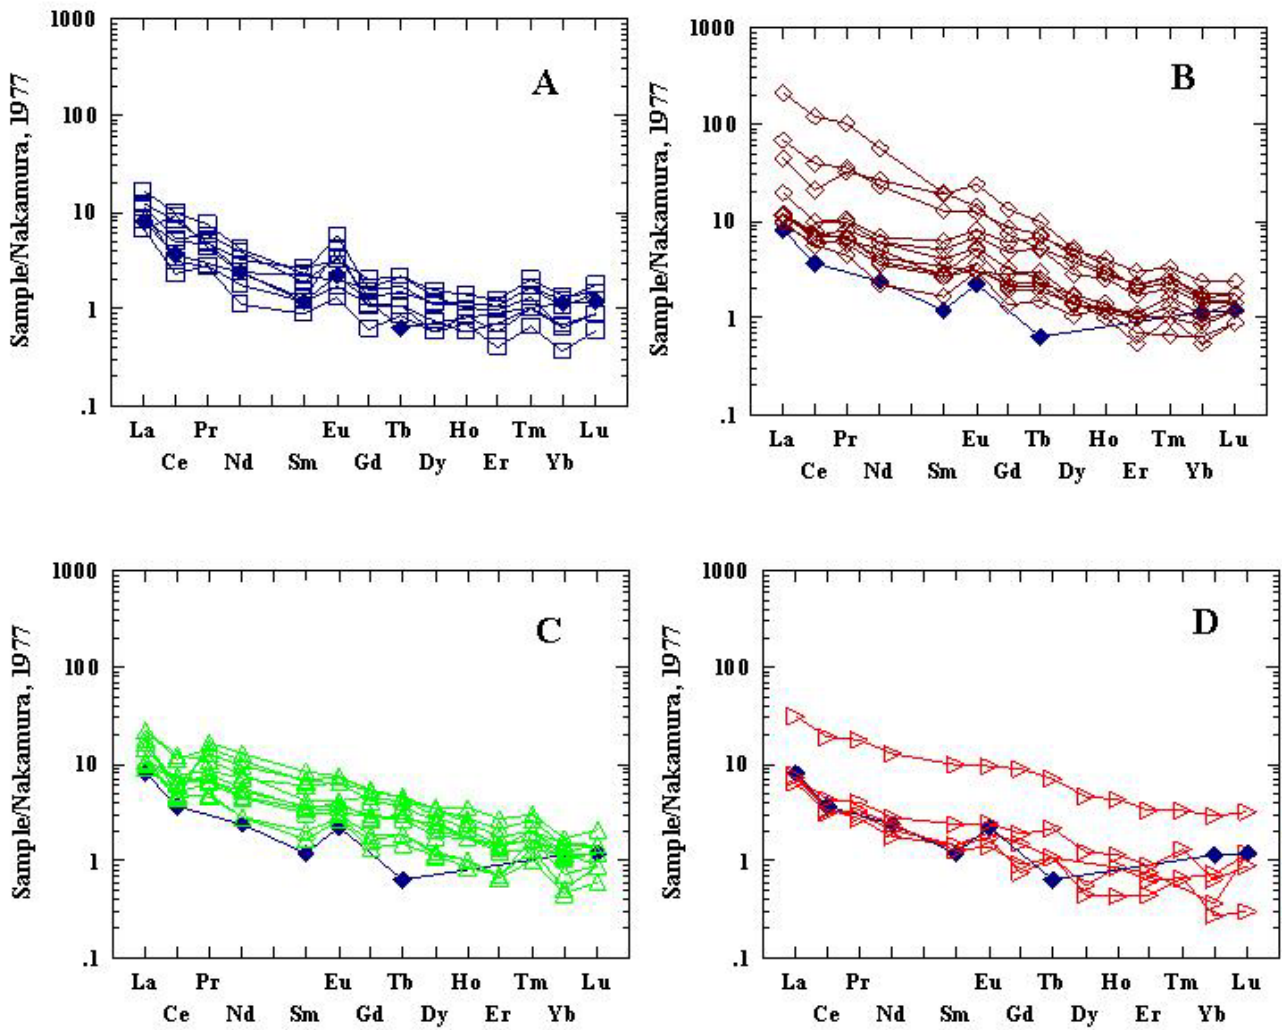 1000
100
10
1
.1
Sample/Nakamura, 1977
A
La Pr Eu Tb Ho Tm Lu
Ce Nd Sm Gd Dy Er Yb
1000
100
10
1
.1
Sample/Nakamura, 1977
B
La Pr Eu Tb Ho Tm Lu
Ce Nd Sm Gd Dy Er Yb
1000
100
10
1
.1
Sample/Nakamura, 1977
C
La Pr Eu Tb Ho Tm Lu
Ce Nd Sm Gd Dy Er Yb
1000
100
10
1
.1
Sample/Nakamura, 1977
D
La Pr Eu Tb Ho Tm Lu
Ce Nd Sm Gd Dy Er Yb